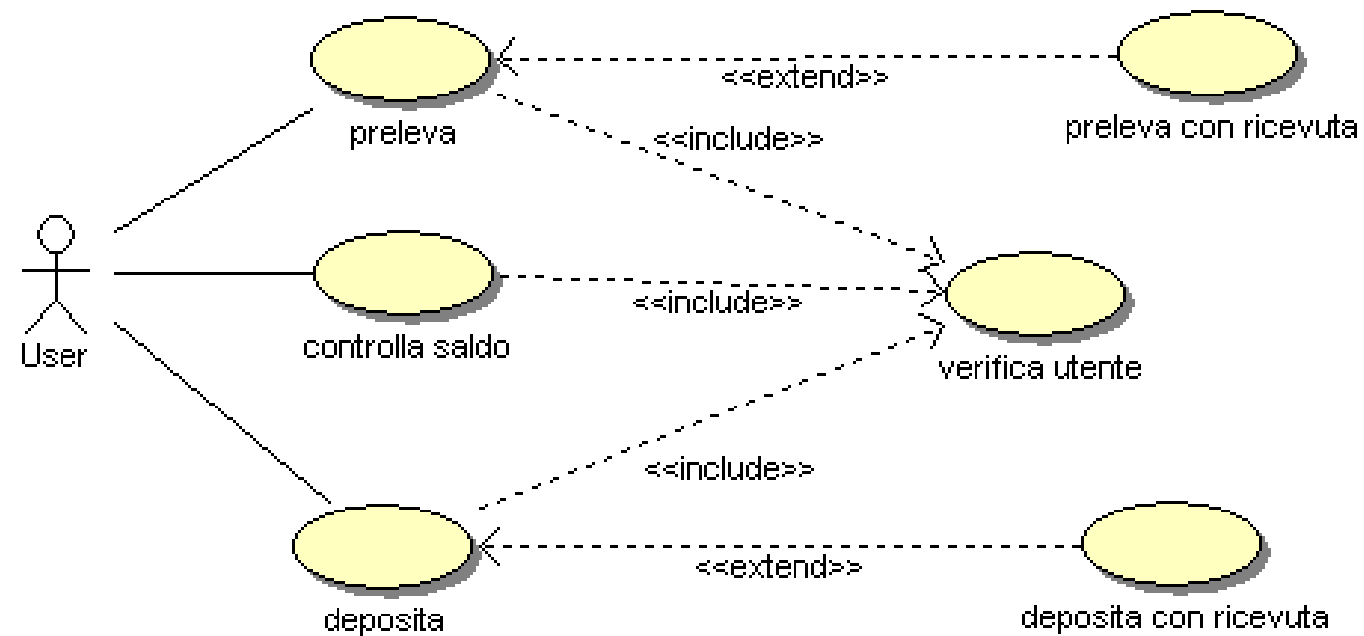 <<extend>>
preleva
preleva con ricevuta
<<include>>
User
controlla saldo
<<include>>
verifica utente
<<include>>
<<extend>>
deposita
deposita con ricevuta